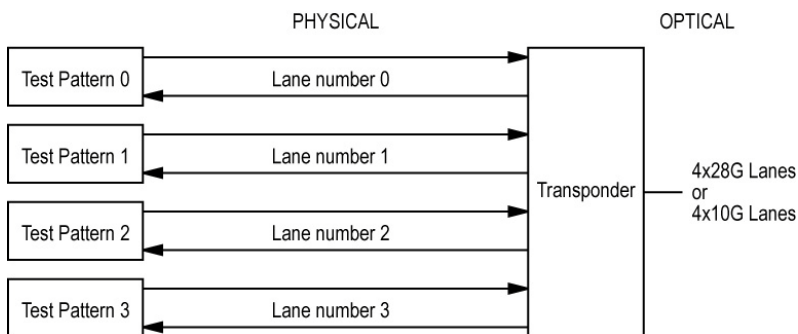 PHYSICAL
OPTICAL
Test Pattern 0
Lane number 0
Test Pattern 1
Lane number 1
Transponder
4x28G Lanes
or
4x10G Lanes
Test Pattern 2
Lane number 2
Test Pattern 3
Lane number 3